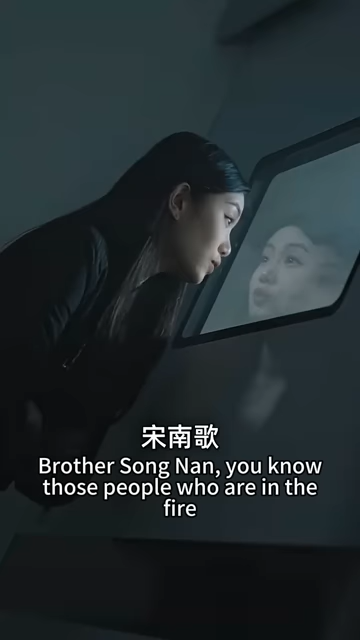 宋南歌
Brother Song Nan, you know
those people who are in the
fire